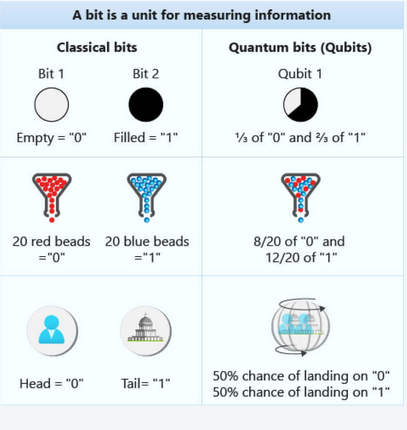 A bit is a unit for measuring information
Classical bits
Quantum bits (Qubits)
Bit 1
Bit 2
Qubit 1
Empty = "0"
Filled = "1"
⅓ of "0" and ⅔ of "1"
20 red beads
="0"
20 blue beads
="1"
8/20 of "0" and
12/20 of "1"
Head = "0"
Tail= "1"
50% chance of landing on "0"
50% chance of landing on "1"